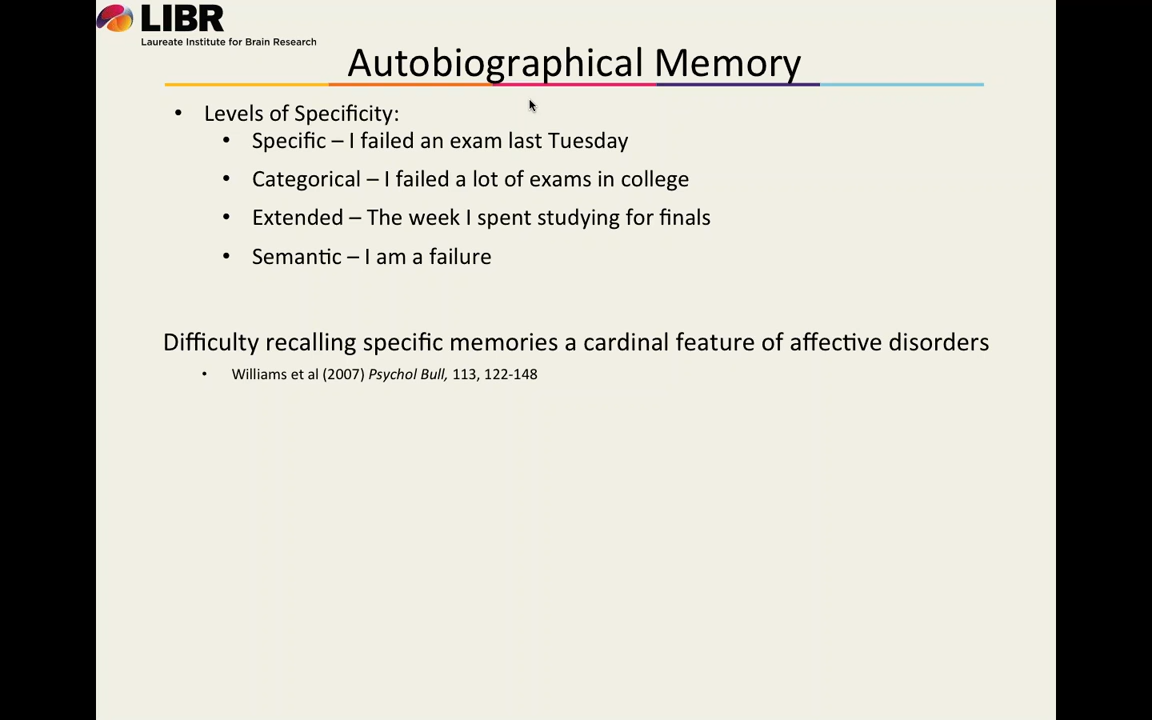 LIBR
Laureate Institute for Brain Research
Autobiographical Memory
• Levels of Specificity:
• Specific – I failed an exam last Tuesday
• Categorical – I failed a lot of exams in college
• Extended – The week I spent studying for finals
• Semantic – I am a failure
Difficulty recalling specific memories a cardinal feature of affective disorders
• Williams et al (2007) Psychol Bull, 113, 122-148